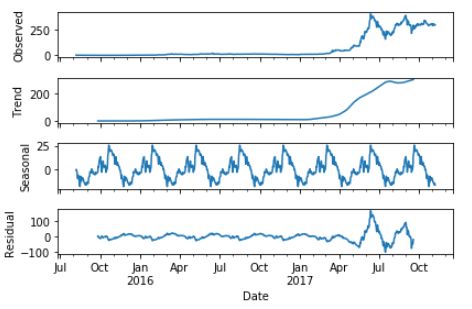 Observed
250
0
Trend
200
0
Seasonal
25
0
Residual
100
0
−100
Jul Oct Jan Apr Jul Oct Jan Apr Jul Oct
2016 2017
Date